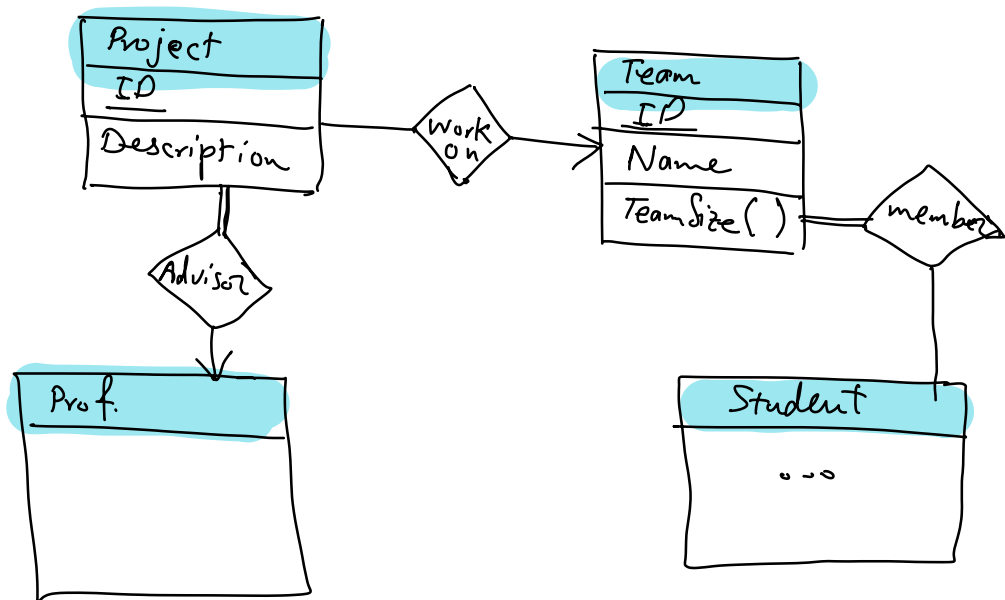 Project
ID
Description
work
on
Team
ID
Name
TeamSize( )
member
Advisor
Prof.
Student
...